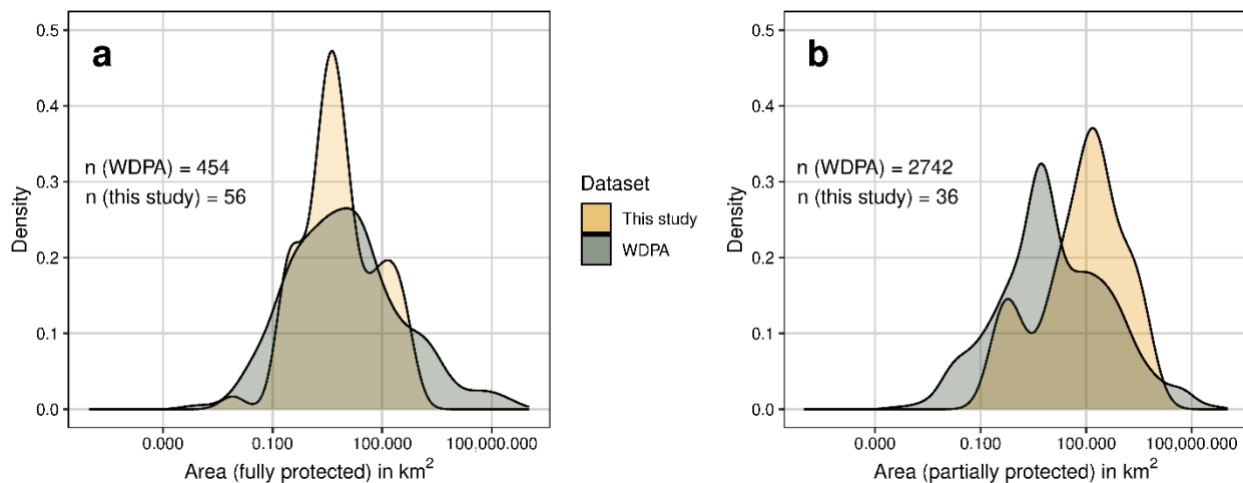 a
0.5
0.4
0.3
0.2
0.1
0.0
Density
n (WDPA) = 454
n (this study) = 56
0.000
0.100
100.000
100,000.000
Area (fully protected) in km²
Dataset
This study
WDPA
b
0.5
0.4
0.3
0.2
0.1
0.0
Density
n (WDPA) = 2742
n (this study) = 36
0.000
0.100
100.000
100,000.000
Area (partially protected) in km²